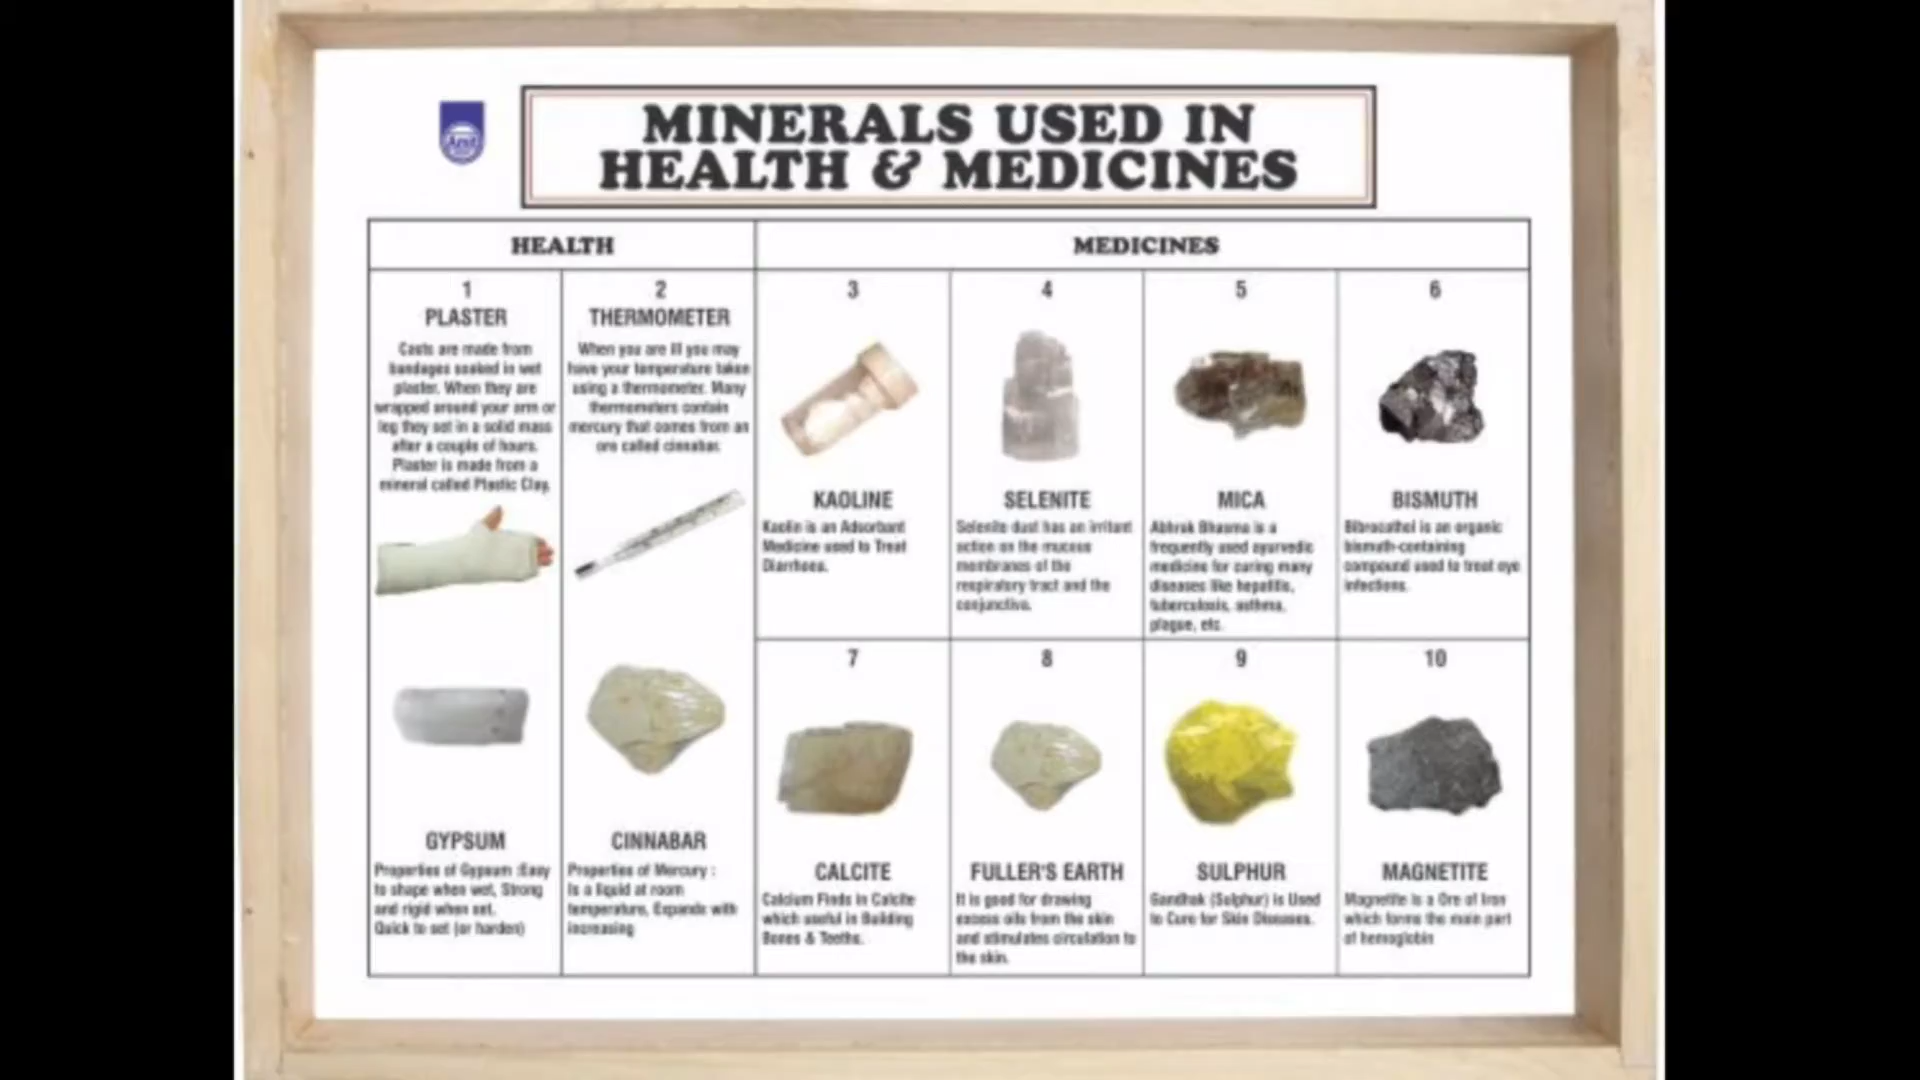 MINERALS USED IN
HEALTH & MEDICINES
HEALTH
MEDICINES
1
PLASTER
Casts are made from
bandages soaked in wet
plaster. When they are
wrapped around your arm or
leg they set in a solid mass
after a couple of hours.
Plaster is made from a
mineral called Plastic Clay.
GYPSUM
Properties of Gypsum :Easy
to shape when wet, Strong
and rigid when set.
Quick to set (or harden)
2
THERMOMETER
When you are ill you may
have your temperature taken
using a thermometer. Many
thermometers contain
mercury that comes from an
ore called cinnabar.
CINNABAR
Properties of Mercury :
Is a liquid at room
temperature, Expands with
increasing
3
KAOLINE
Kaolin is an Adsorbant
Medicine used to Treat
Diarrhoea.
4
SELENITE
Selenite dust has an irritant
action on the mucous
membranes of the
respiratory tract and the
conjunctiva.
5
MICA
Abhrak Bhasma is a
frequently used ayurvedic
medicine for curing many
diseases like hepatitis,
tuberculosis, asthma,
plague, etc.
6
BISMUTH
Bibrocathol is an organic
bismuth-containing
compound used to treat eye
infections.
7
CALCITE
Calcium Finds in Calcite
which useful in Building
Bones & Teeths.
8
FULLER'S EARTH
It is good for drawing
excess oils from the skin
and stimulates circulation to
the skin.
9
SULPHUR
Gandhak (Sulphur) is Used
to Cure for Skin Diseases.
10
MAGNETITE
Magnetite is a Ore of Iron
which forms the main part
of hemoglobin